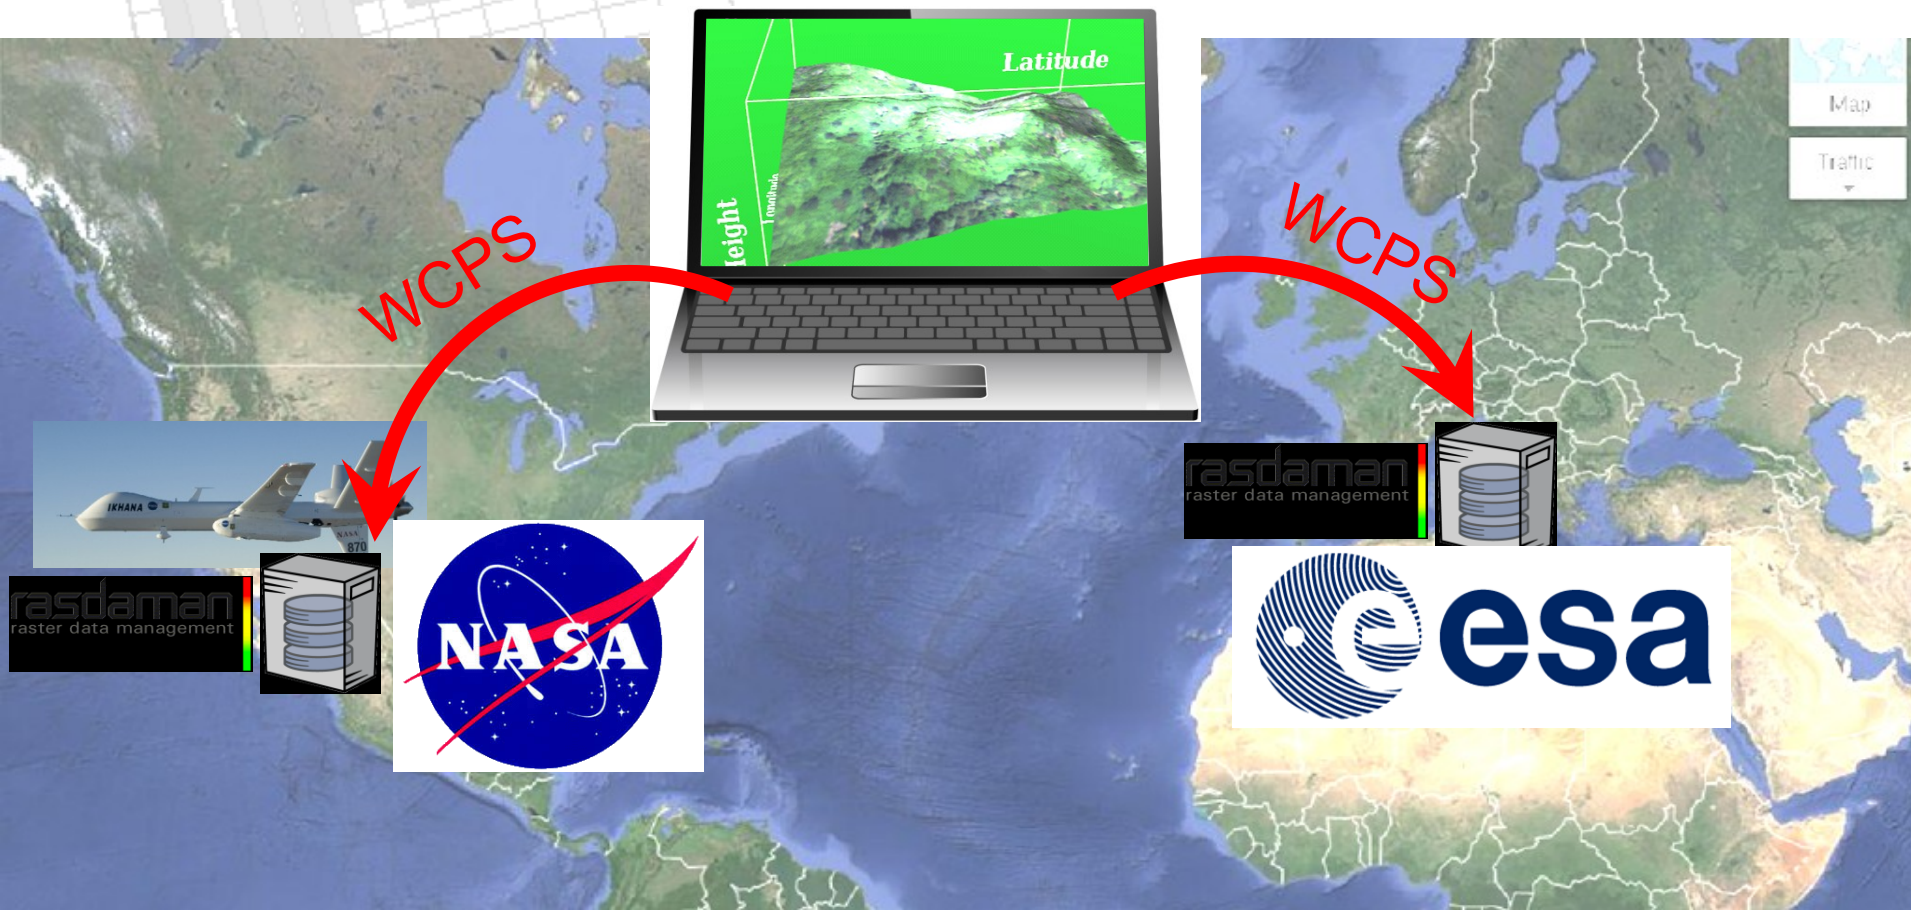 Latitude
Longitude
Height
WCPS
WCPS
Map
Traffic
IKHANA
NASA
870
rasdaman
raster data management
NASA
rasdaman
raster data management
esa